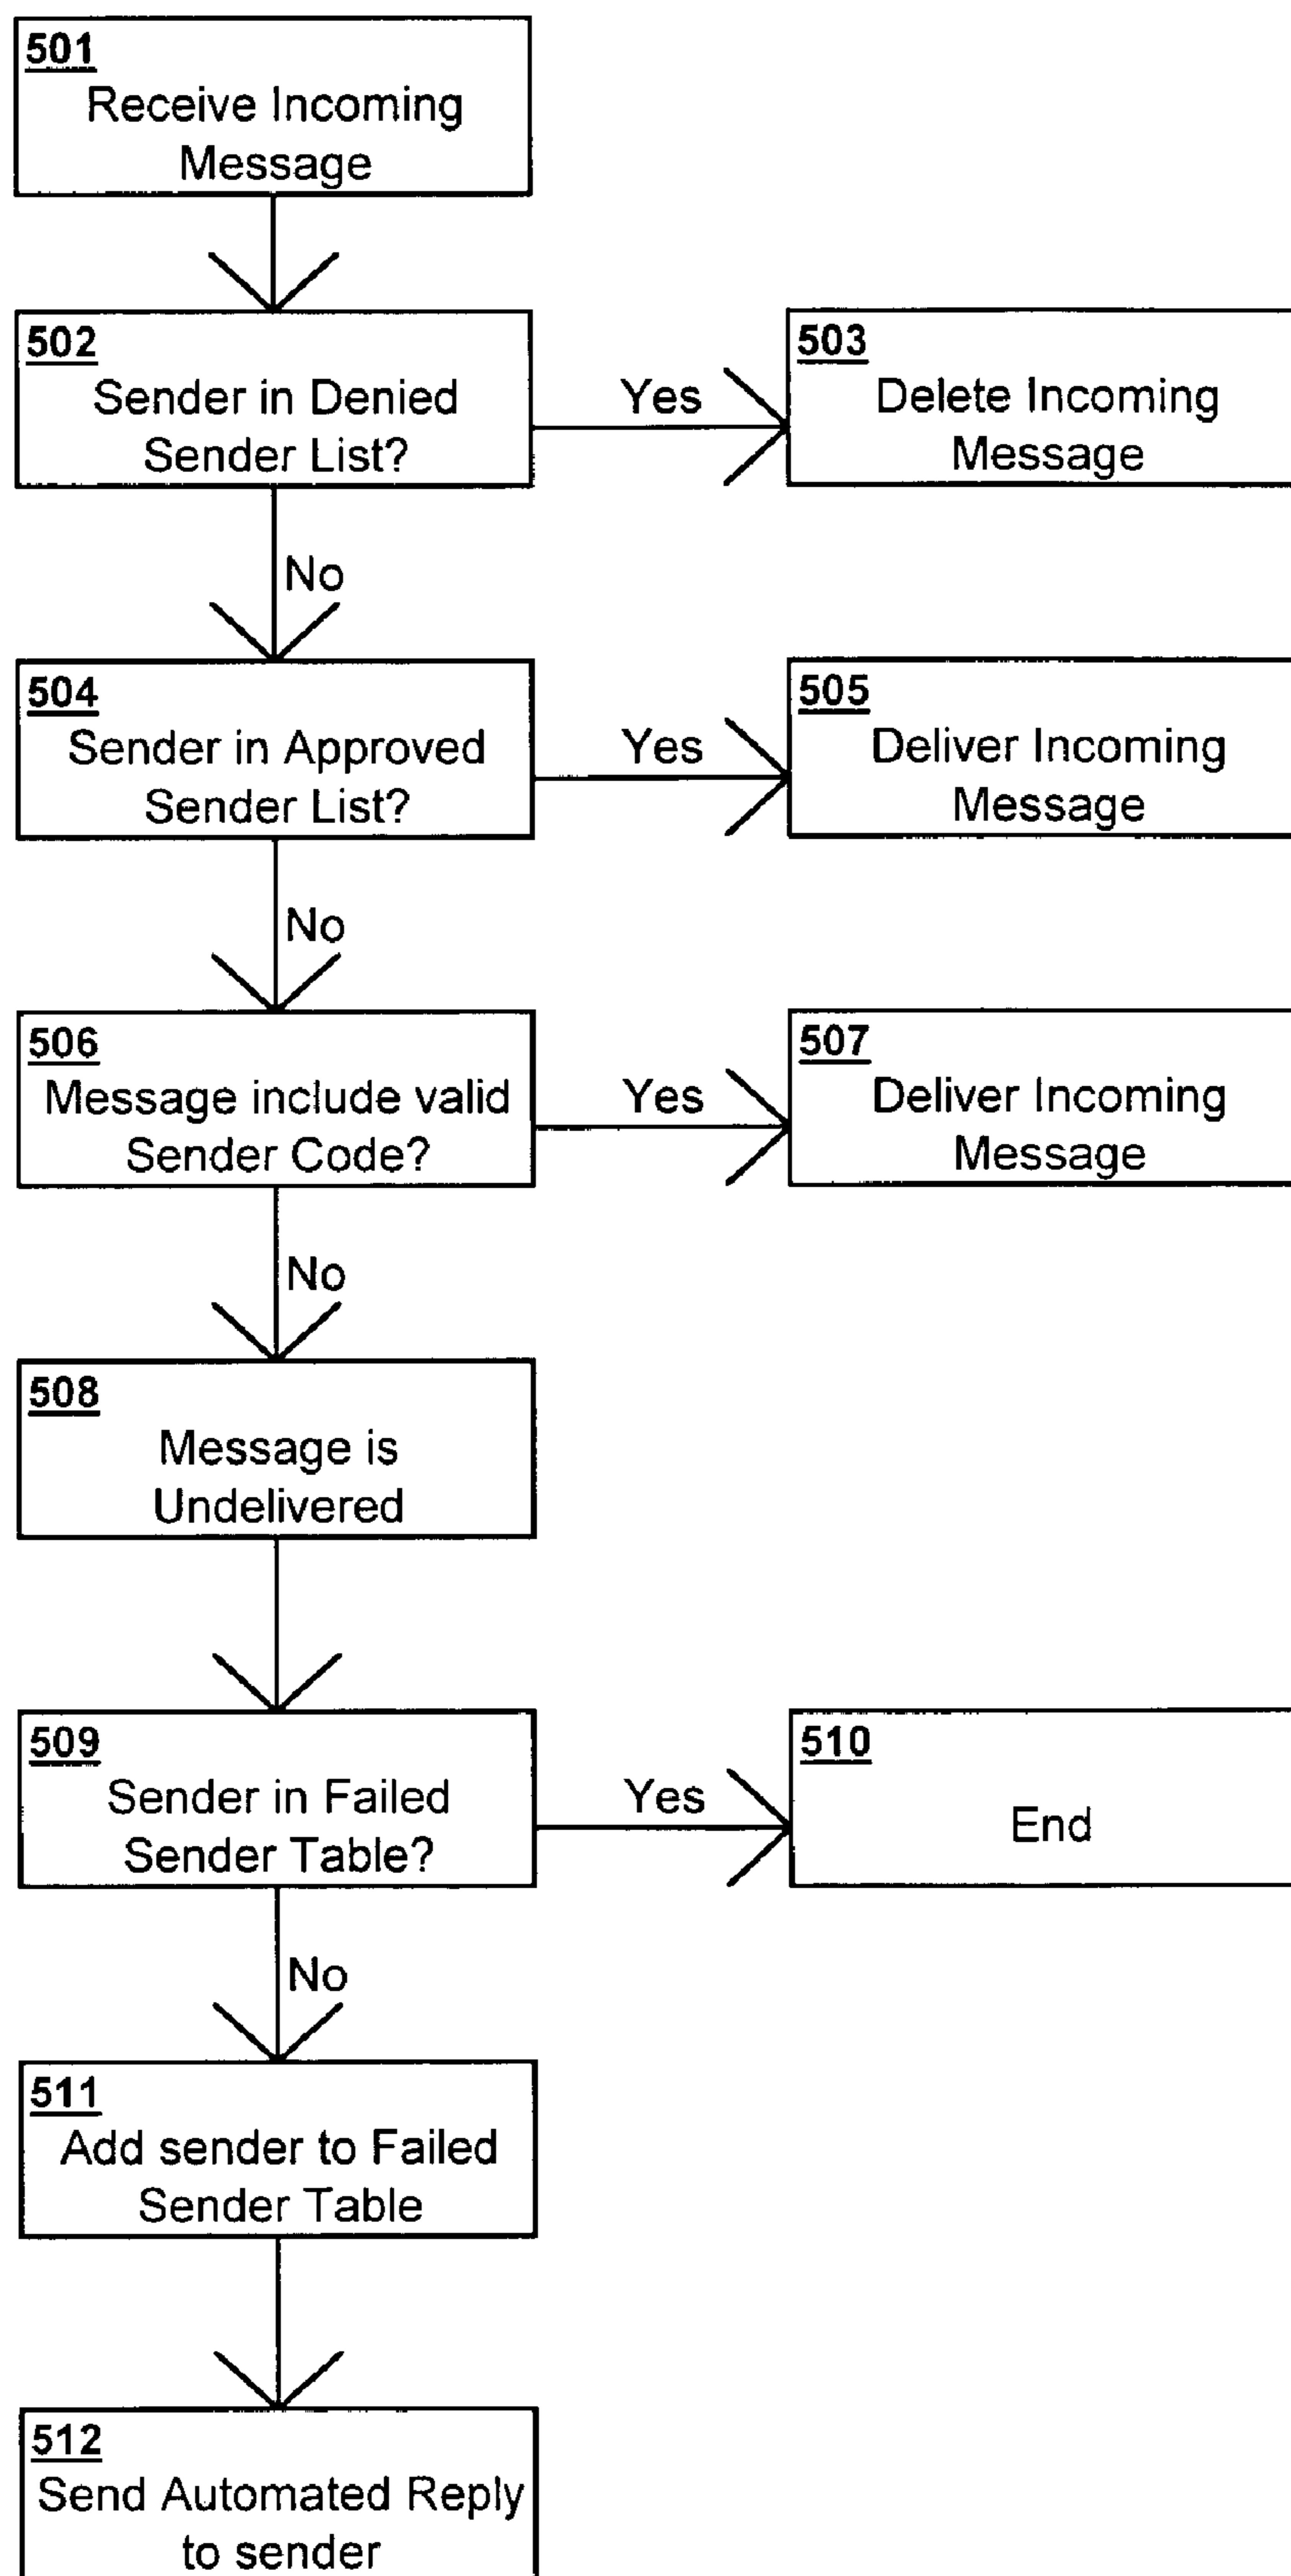 501
Receive Incoming
Message
502
Sender in Denied
Sender List?
Yes
503
Delete Incoming
Message
No
504
Sender in Approved
Sender List?
Yes
505
Deliver Incoming
Message
No
506
Message include valid
Sender Code?
Yes
507
Deliver Incoming
Message
No
508
Message is
Undelivered
509
Sender in Failed
Sender Table?
Yes
510
End
No
511
Add sender to Failed
Sender Table
512
Send Automated Reply
to sender